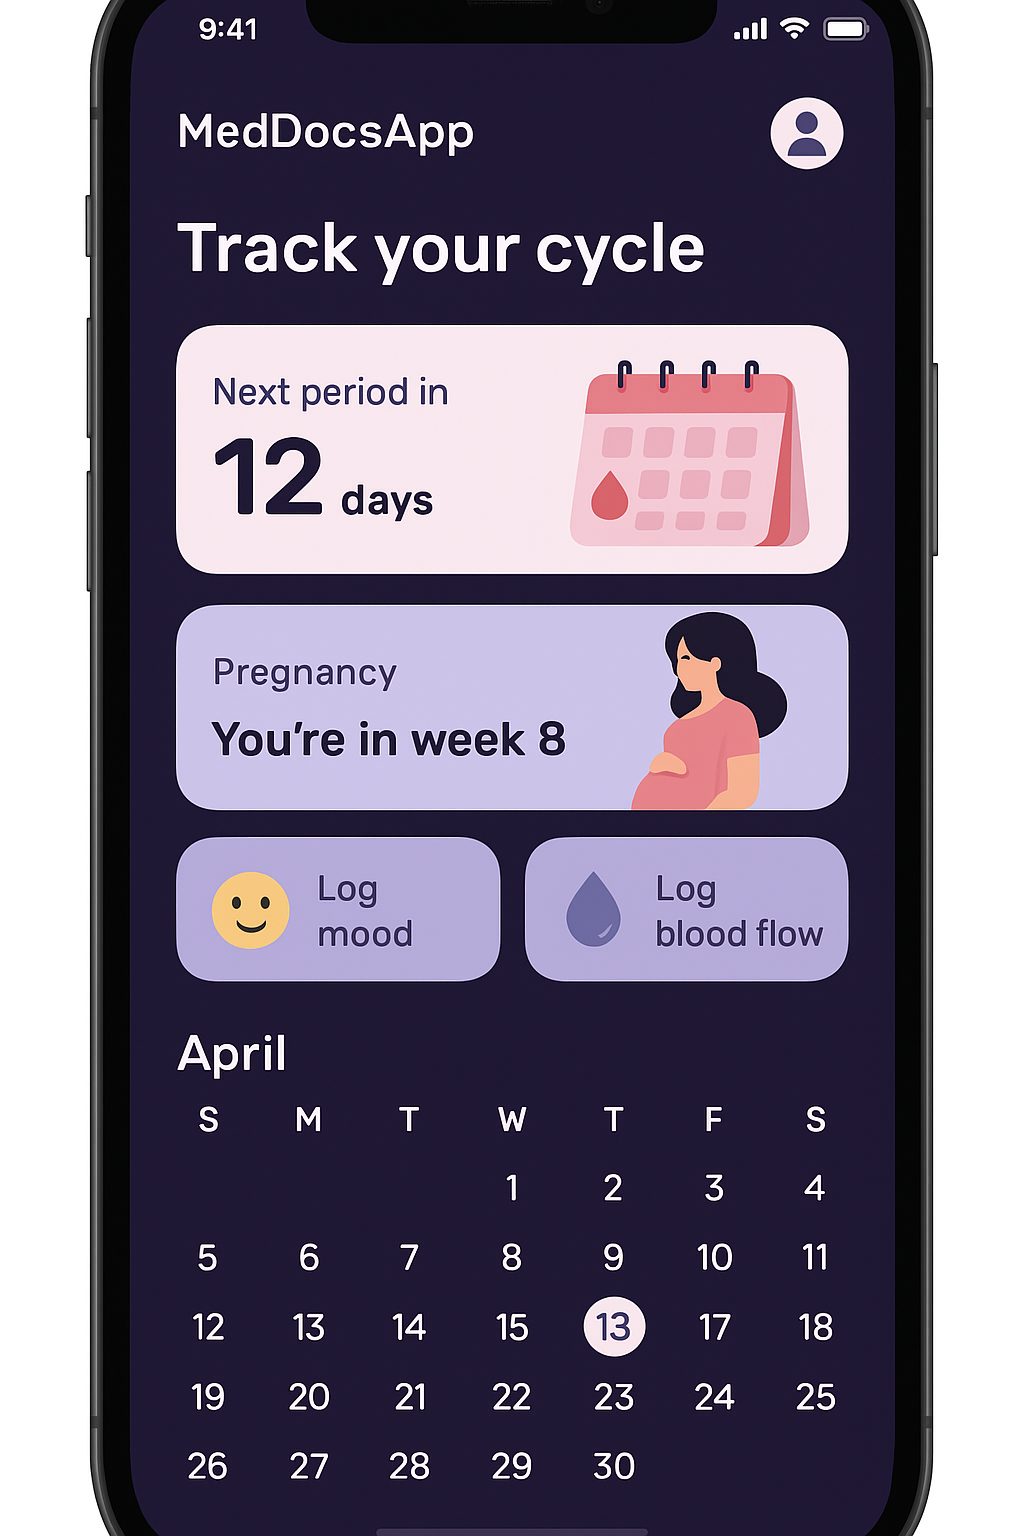 9:41
MedDocsApp
Track your cycle
Next period in
12 days
Pregnancy
You're in week 8
Log
mood
Log
blood flow
April
S M T W T F S
1 2 3 4
5 6 7 8 9 10 11
12 13 14 15 13 17 18
19 20 21 22 23 24 25
26 27 28 29 30